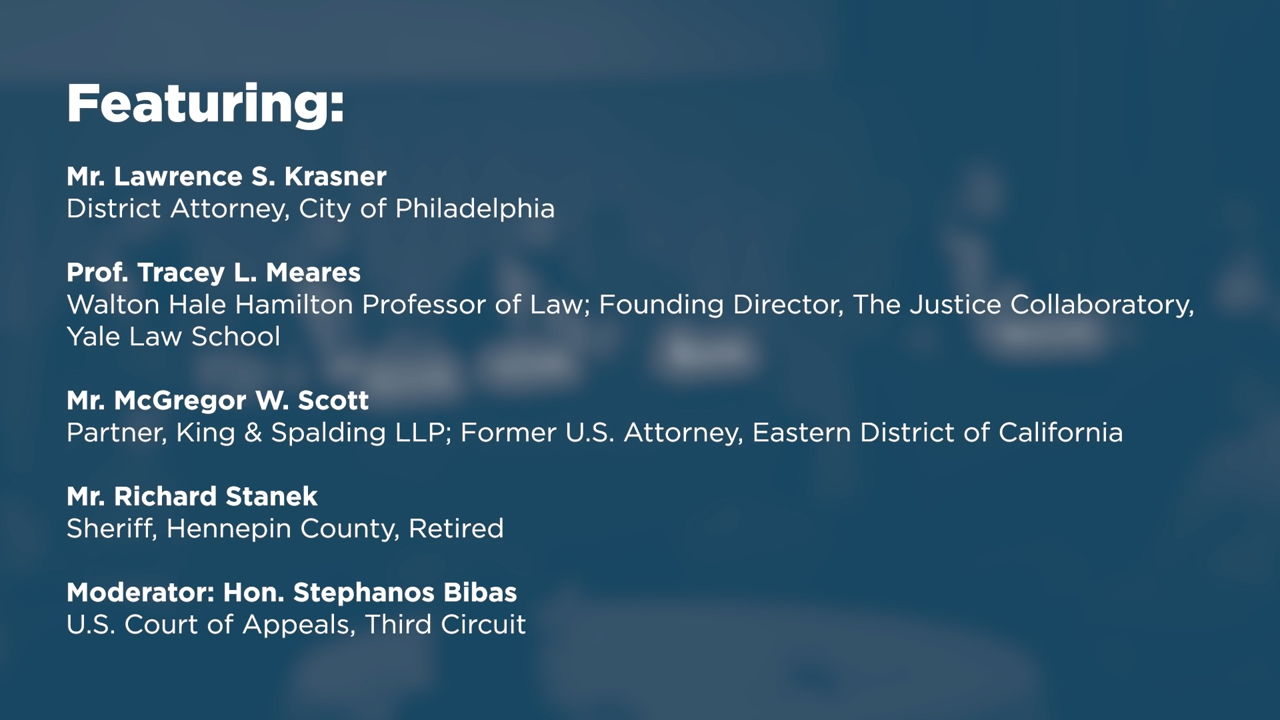 Featuring:
Mr. Lawrence S. Krasner
District Attorney, City of Philadelphia
Prof. Tracey L. Meares
Walton Hale Hamilton Professor of Law; Founding Director, The Justice Collaboratory,
Yale Law School
Mr. McGregor W. Scott
Partner, King & Spalding LLP; Former U.S. Attorney, Eastern District of California
Mr. Richard Stanek
Sheriff, Hennepin County, Retired
Moderator: Hon. Stephanos Bibas
U.S. Court of Appeals, Third Circuit